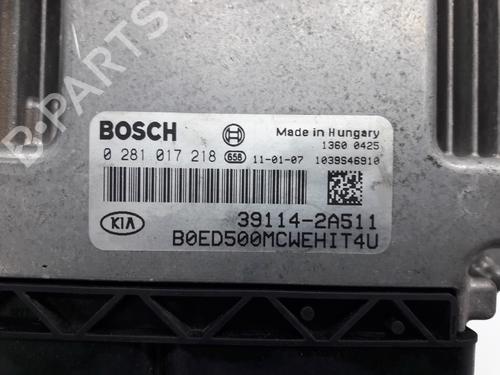 BOSCH
Made in Hungary
1360 0425
0 281 017 218 658 11-01-07 1039S46910
KIA
39114-2A511
B0ED500MCWEHIT4U
B-PARTS